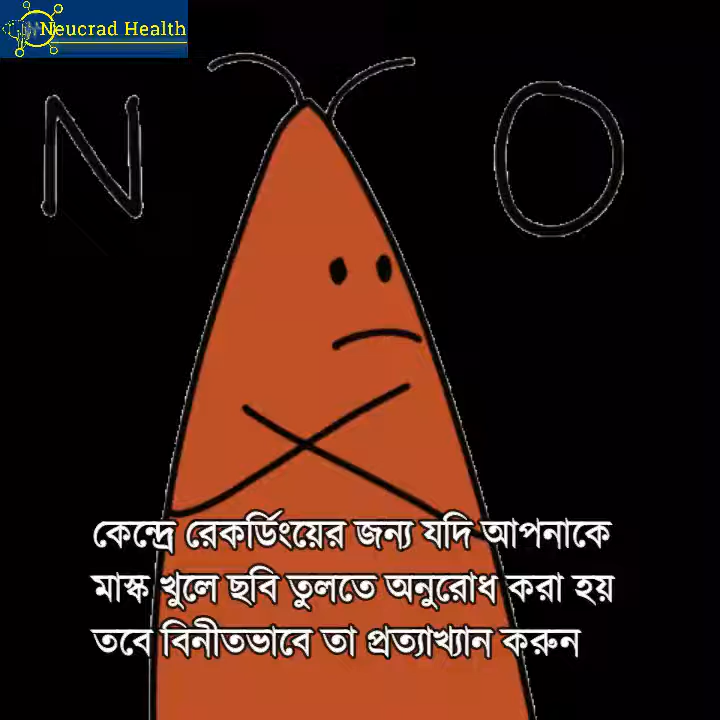 Neucrad Health
N O
কেন্দ্রে রেকর্ডিংয়ের জন্য যদি আপনাকে
মাস্ক খুলে ছবি তুলতে অনুরোধ করা হয়
তবে বিনীতভাবে তা প্রত্যাখ্যান করুন